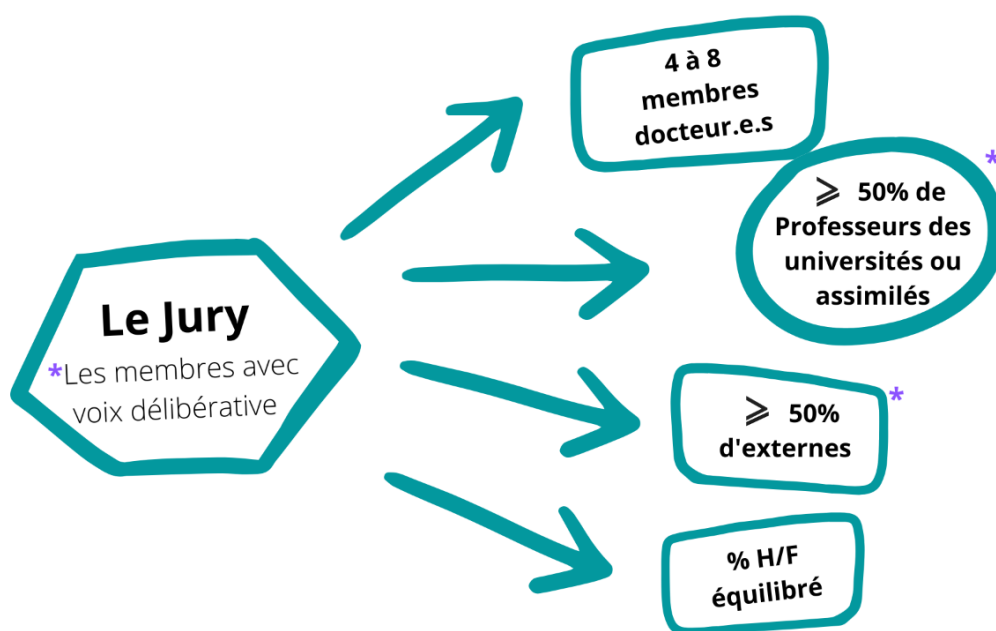 Le Jury
*Les membres avec
voix délibérative
4 à 8
membres
docteur.e.s
*
⩾ 50% de
Professeurs des
universités ou
assimilés
*
⩾ 50%
d'externes
% H/F
équilibré